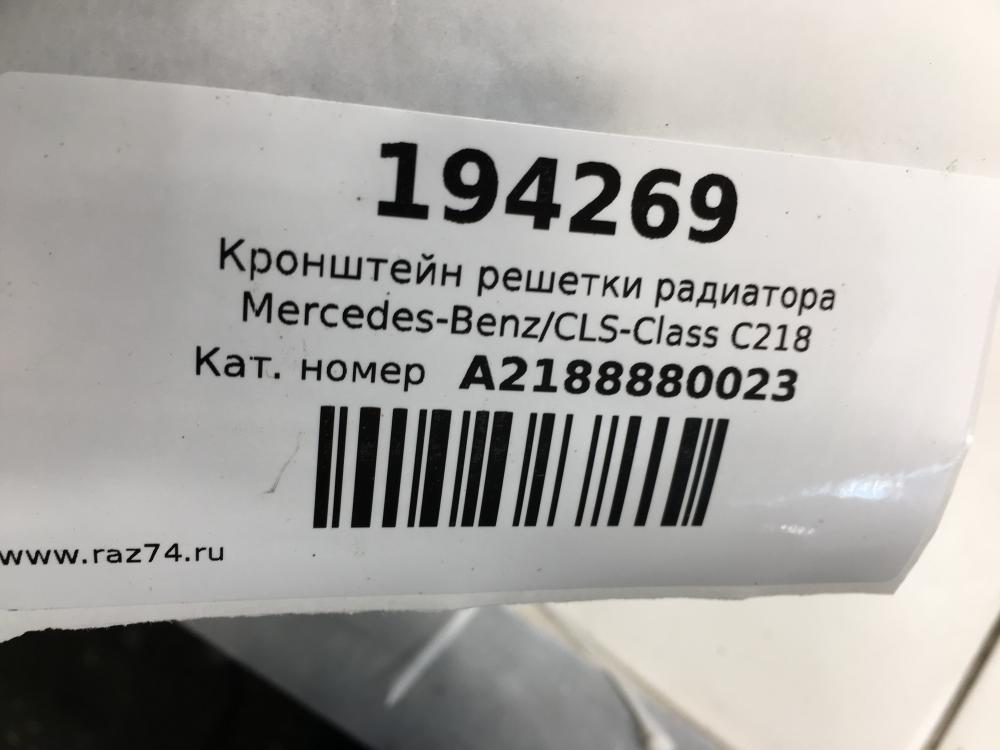 194269
Кронштейн решетки радиатора
Mercedes-Benz/CLS-Class C218
Кат. номер A2188880023
www.raz74.ru